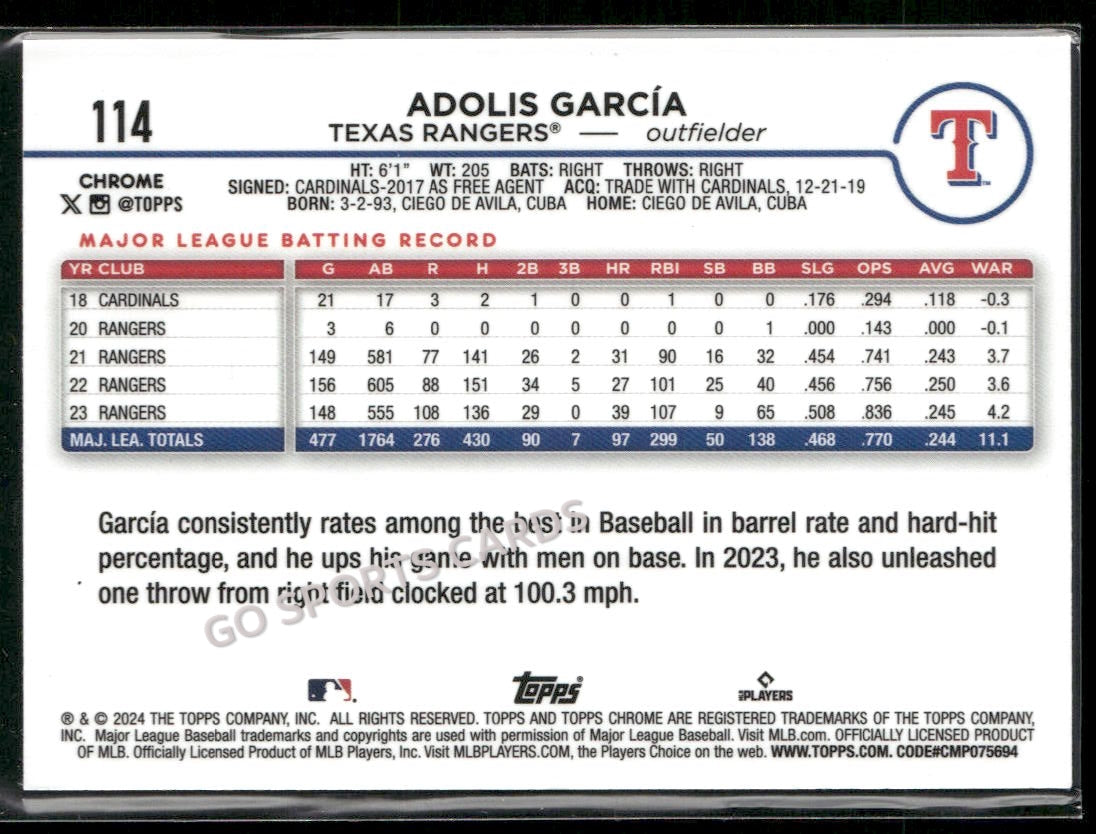 114
ADOLIS GARCÍA
TEXAS RANGERS® — outfielder
T
TM
CHROME
X @TOPPS
HT: 6'1" WT: 205 BATS: RIGHT THROWS: RIGHT
SIGNED: CARDINALS-2017 AS FREE AGENT ACQ: TRADE WITH CARDINALS, 12-21-19
BORN: 3-2-93, CIEGO DE AVILA, CUBA HOME: CIEGO DE AVILA, CUBA
MAJOR LEAGUE BATTING RECORD
YR CLUB G AB R H 2B 3B HR RBI SB BB SLG OPS AVG WAR
18 CARDINALS 21 17 3 2 1 0 0 1 0 0 .176 .294 .118 -0.3
20 RANGERS 3 6 0 0 0 0 0 0 0 1 .000 .143 .000 -0.1
21 RANGERS 149 581 77 141 26 2 31 90 16 32 .454 .741 .243 3.7
22 RANGERS 156 605 88 151 34 5 27 101 25 40 .456 .756 .250 3.6
23 RANGERS 148 555 108 136 29 0 39 107 9 65 .508 .836 .245 4.2
MAJ. LEA. TOTALS 477 1764 276 430 90 7 97 299 50 138 .468 .770 .244 11.1
García consistently rates among the best in Baseball in barrel rate and hard-hit
percentage, and he ups his game with men on base. In 2023, he also unleashed
one throw from right field clocked at 100.3 mph.
GO SPORTS CARDS
Topps
MLB PLAYERS
® & © 2024 THE TOPPS COMPANY, INC. ALL RIGHTS RESERVED. TOPPS AND TOPPS CHROME ARE REGISTERED TRADEMARKS OF THE TOPPS COMPANY,
INC. Major League Baseball trademarks and copyrights are used with permission of Major League Baseball. Visit MLB.com. OFFICIALLY LICENSED PRODUCT
OF MLB. Officially Licensed Product of MLB Players, Inc. Visit MLBPLAYERS.COM, the Players Choice on the web. WWW.TOPPS.COM. CODE#CMP075694